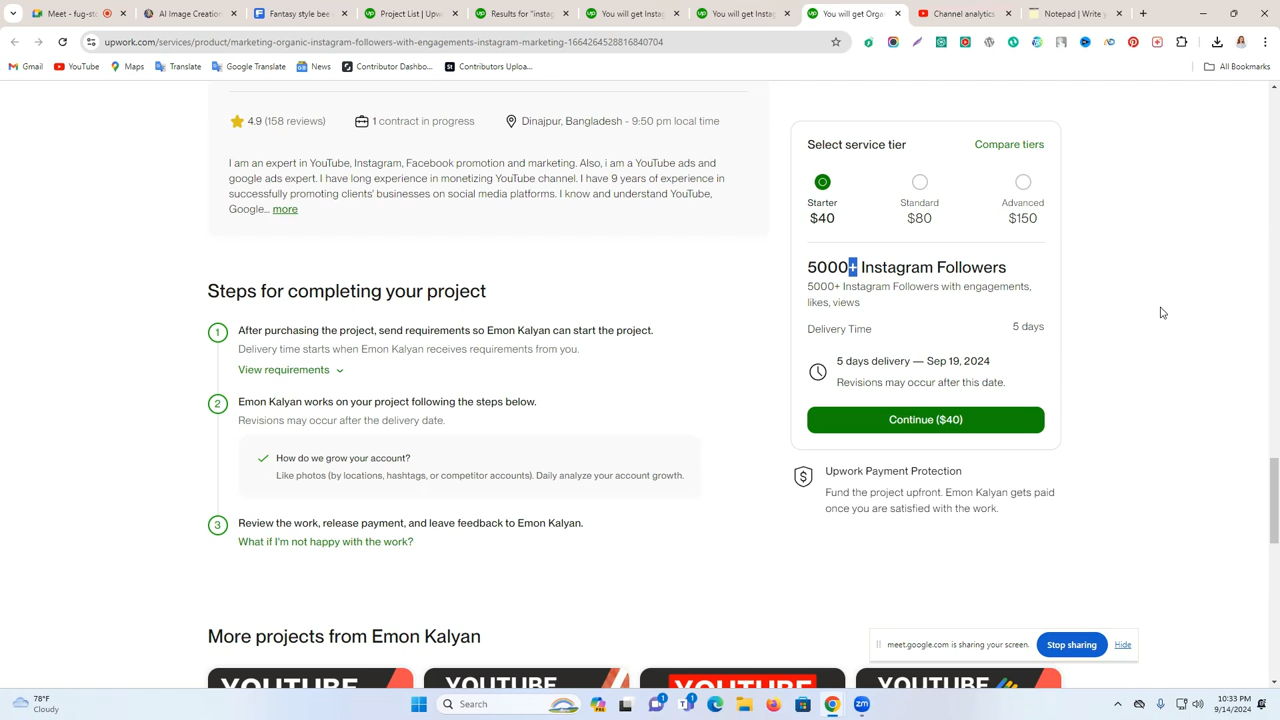 Meet - fug-st
AI Image Creation
Fantasy style bee
Project List | Upw
Results for "instag
You will get Instag
You will get Instag
You will get Orga
Channel analytics
Notepad | Write y
upwork.com/services/product/marketing-organic-instagram-followers-with-engagements-instagram-marketing-1664264528816840704
Gmail
YouTube
Maps
Translate
Google Translate
News
Contributor Dashbo...
Contributors Uploa...
All Bookmarks
4.9 (158 reviews)
1 contract in progress
Dinajpur, Bangladesh - 9:50 pm local time
I am an expert in YouTube, Instagram, Facebook promotion and marketing. Also, i am a YouTube ads and
google ads expert. I have long experience in monetizing YouTube channel. I have 9 years of experience in
successfully promoting clients' businesses on social media platforms. I know and understand YouTube,
Google... more
Steps for completing your project
1
After purchasing the project, send requirements so Emon Kalyan can start the project.
Delivery time starts when Emon Kalyan receives requirements from you.
View requirements
2
Emon Kalyan works on your project following the steps below.
Revisions may occur after the delivery date.
How do we grow your account?
Like photos (by locations, hashtags, or competitor accounts). Daily analyze your account growth.
3
Review the work, release payment, and leave feedback to Emon Kalyan.
What if I'm not happy with the work?
More projects from Emon Kalyan
YOUTUBE
YOUTUBE
YOUTUBE
YOUTUBE
Select service tier
Compare tiers
Starter
Standard
Advanced
$40
$80
$150
5000+ Instagram Followers
5000+ Instagram Followers with engagements,
likes, views
Delivery Time
5 days
5 days delivery — Sep 19, 2024
Revisions may occur after this date.
Continue ($40)
Upwork Payment Protection
Fund the project upfront. Emon Kalyan gets paid
once you are satisfied with the work.
meet.google.com is sharing your screen.
Stop sharing
Hide
78°F
Cloudy
Search
10:33 PM
9/14/2024